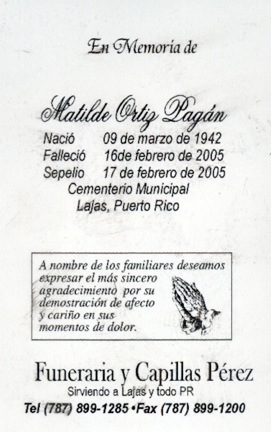 En Memoria de
Matilde Ortiz Pagán
Nació 09 de marzo de 1942
Falleció 16de febrero de 2005
Sepelio 17 de febrero de 2005
Cementerio Municipal
Lajas, Puerto Rico
A nombre de los familiares deseamos
expresar el más sincero
agradecimiento por su
demostración de afecto
y cariño en sus
momentos de dolor.
Funeraria y Capillas Pérez
Sirviendo a Lajas y todo PR
Tel (787) 899-1285 • Fax (787) 899-1200